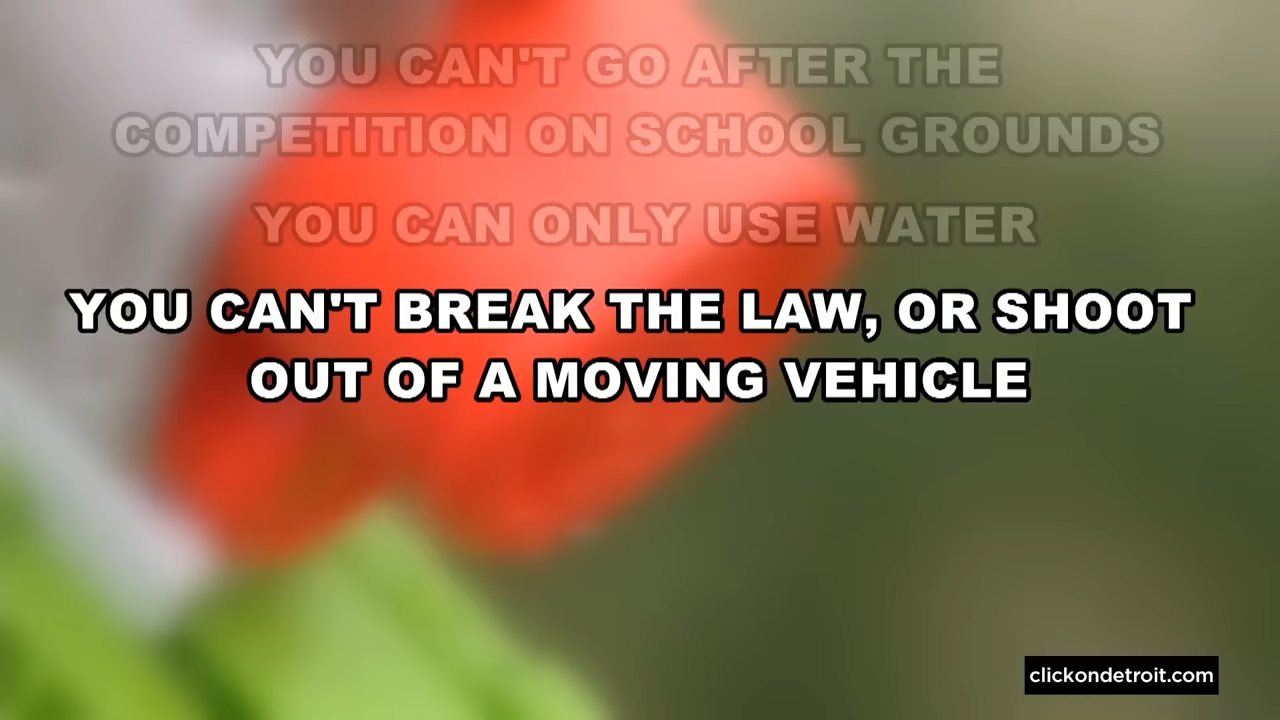 YOU CAN'T GO AFTER THE
COMPETITION ON SCHOOL GROUNDS
YOU CAN ONLY USE WATER
YOU CAN'T BREAK THE LAW, OR SHOOT
OUT OF A MOVING VEHICLE
clickondetroit.com